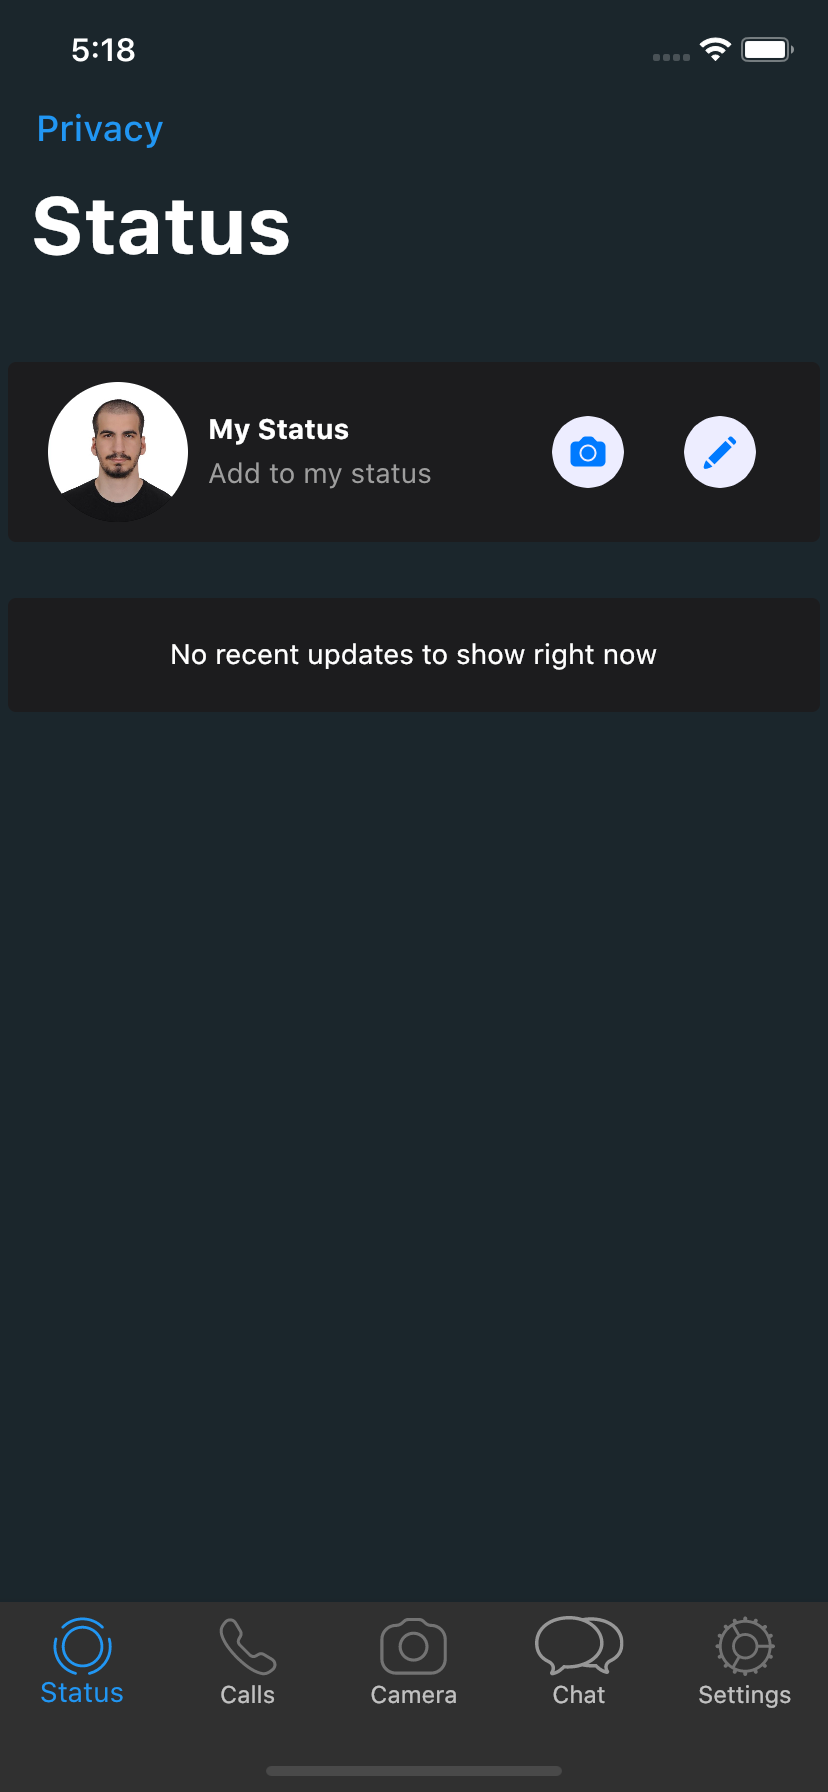 5:18
Privacy
Status
My Status
Add to my status
No recent updates to show right now
Status
Calls
Camera
Chat
Settings